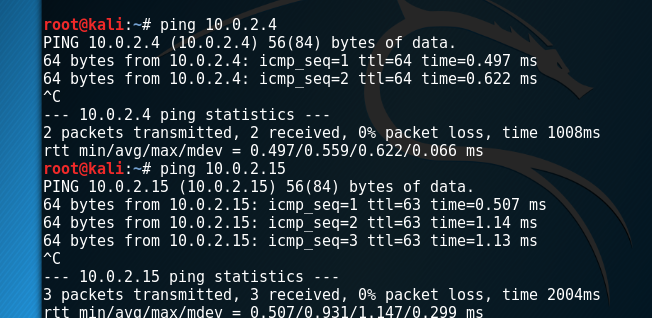 root@kali:~# ping 10.0.2.4
PING 10.0.2.4 (10.0.2.4) 56(84) bytes of data.
64 bytes from 10.0.2.4: icmp_seq=1 ttl=64 time=0.497 ms
64 bytes from 10.0.2.4: icmp_seq=2 ttl=64 time=0.622 ms
^C
--- 10.0.2.4 ping statistics ---
2 packets transmitted, 2 received, 0% packet loss, time 1008ms
rtt min/avg/max/mdev = 0.497/0.559/0.622/0.066 ms
root@kali:~# ping 10.0.2.15
PING 10.0.2.15 (10.0.2.15) 56(84) bytes of data.
64 bytes from 10.0.2.15: icmp_seq=1 ttl=63 time=0.507 ms
64 bytes from 10.0.2.15: icmp_seq=2 ttl=63 time=1.14 ms
64 bytes from 10.0.2.15: icmp_seq=3 ttl=63 time=1.13 ms
^C
--- 10.0.2.15 ping statistics ---
3 packets transmitted, 3 received, 0% packet loss, time 2004ms
rtt min/avg/max/mdev = 0.507/0.931/1.147/0.299 ms